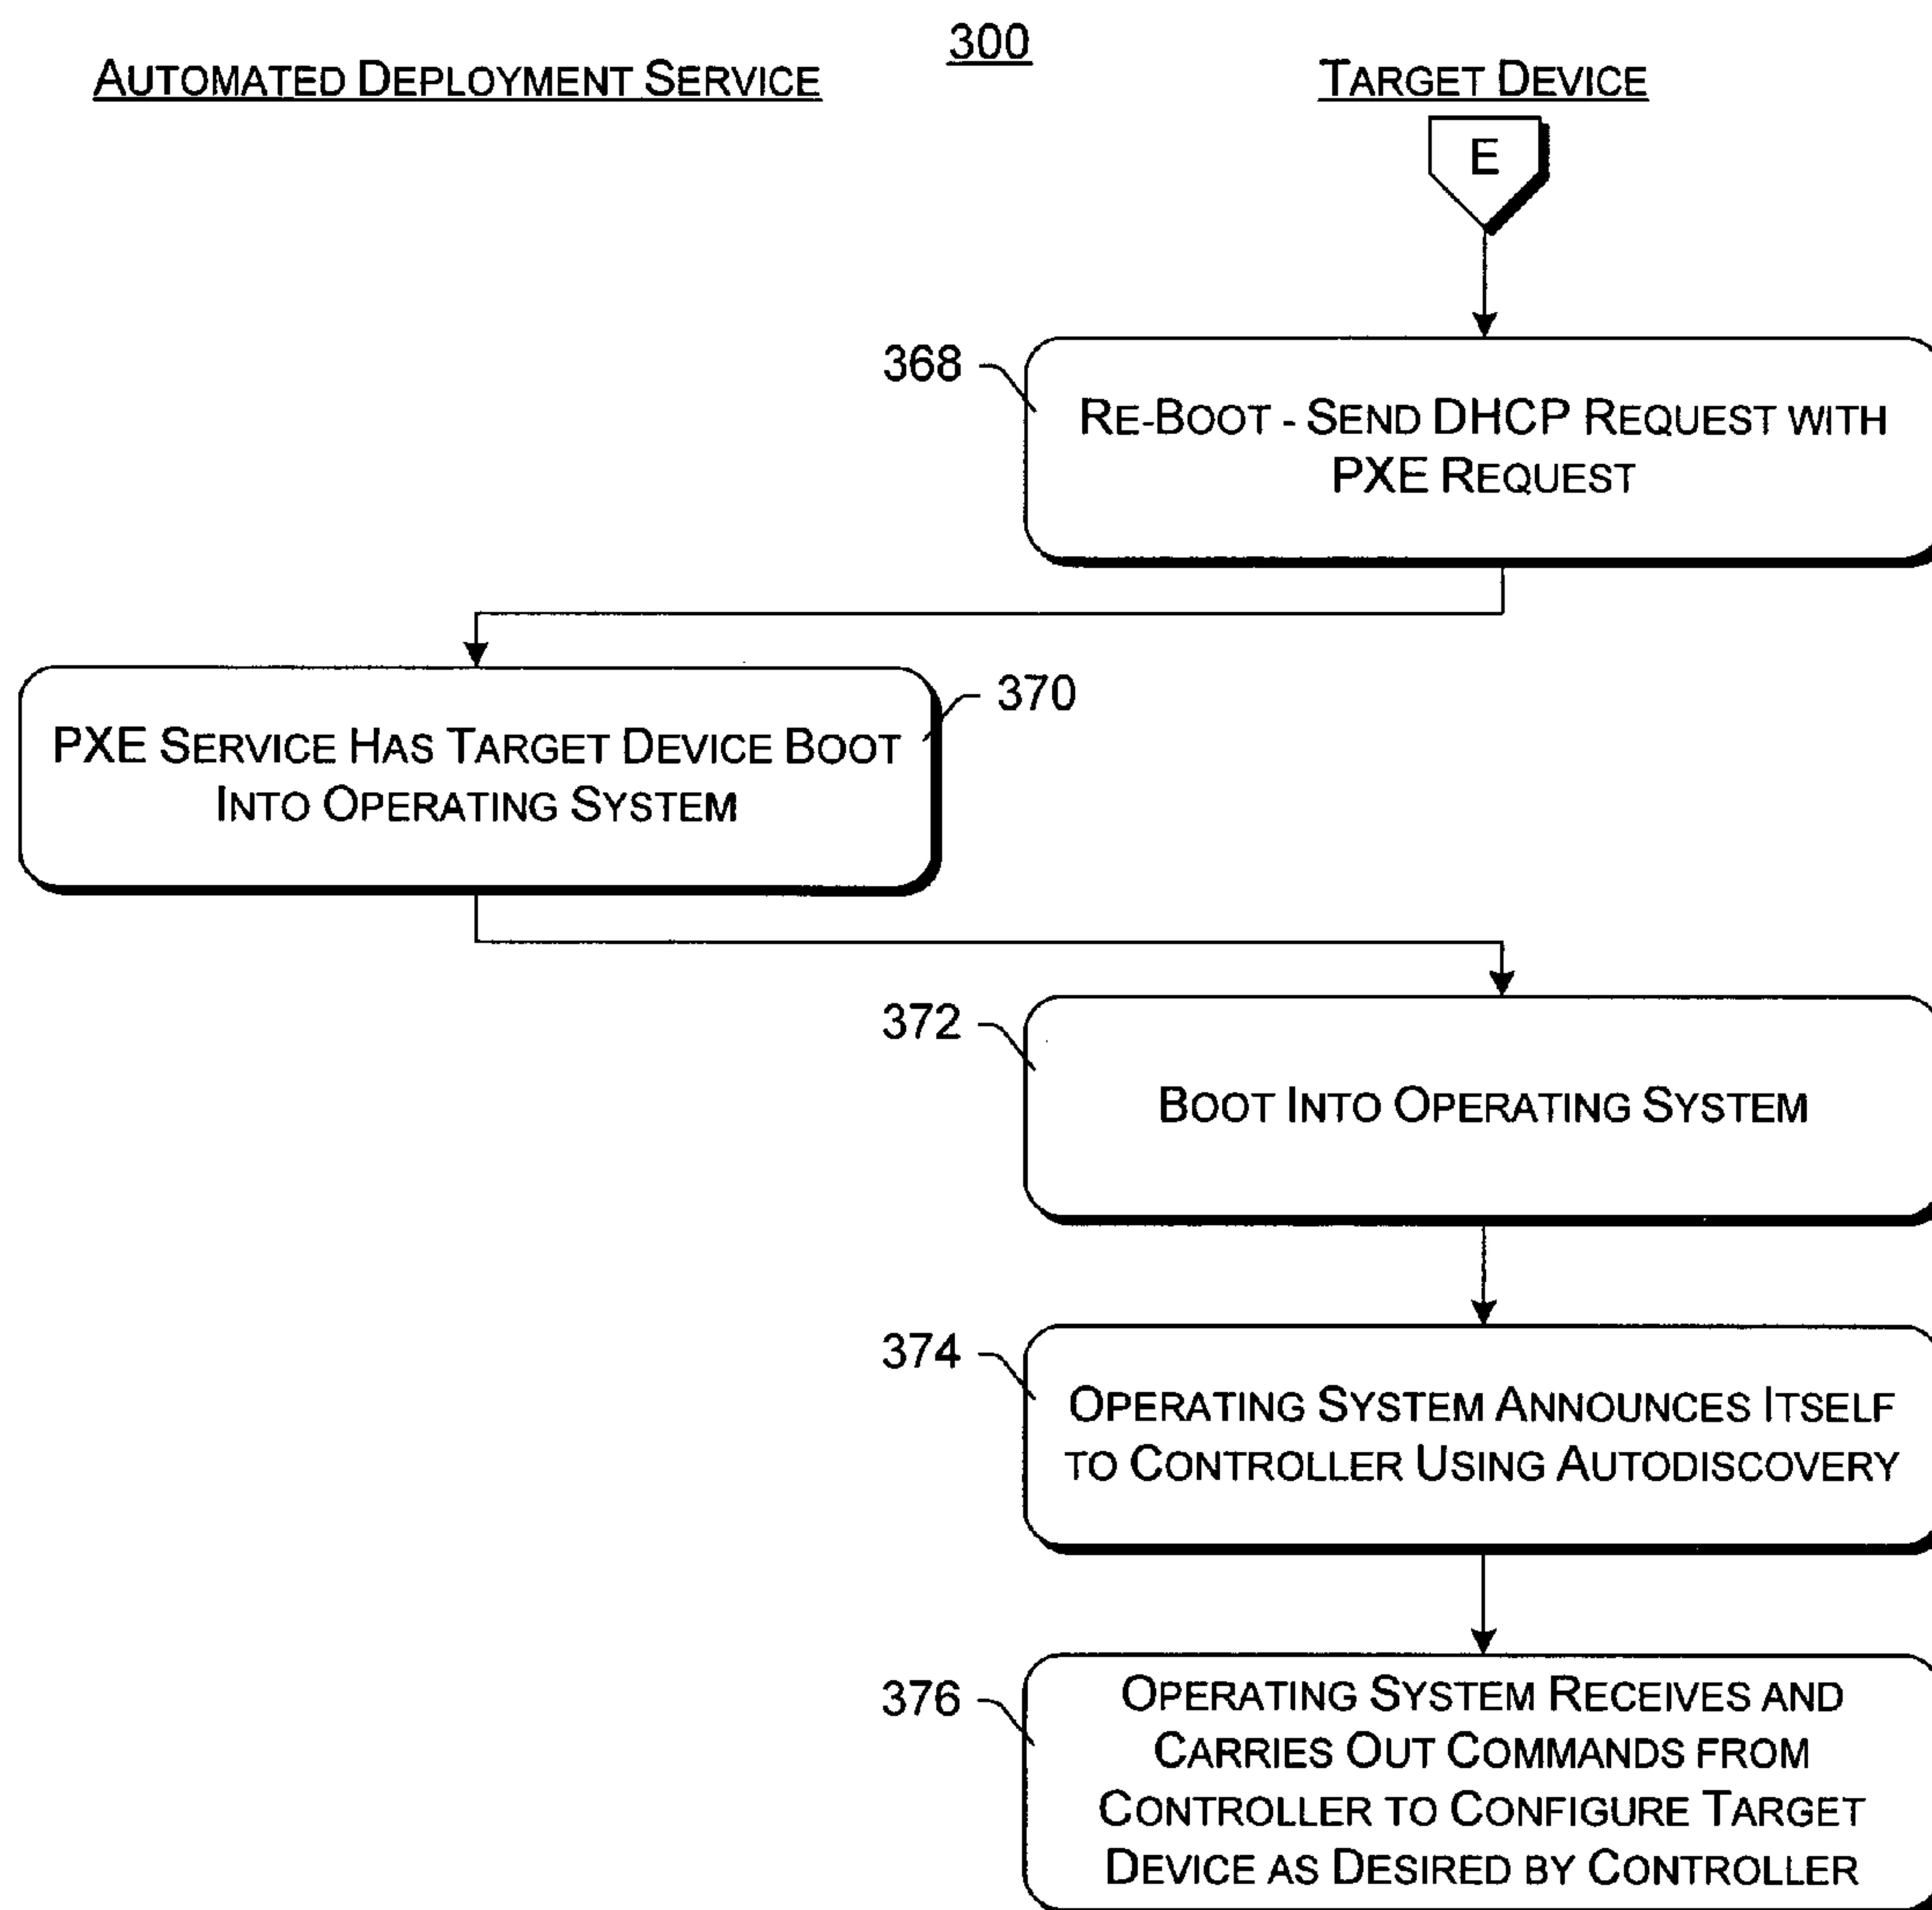 300
AUTOMATED DEPLOYMENT SERVICE
TARGET DEVICE
E
368
RE-BOOT - SEND DHCP REQUEST WITH
PXE REQUEST
370
PXE SERVICE HAS TARGET DEVICE BOOT
INTO OPERATING SYSTEM
372
BOOT INTO OPERATING SYSTEM
374
OPERATING SYSTEM ANNOUNCES ITSELF
TO CONTROLLER USING AUTODISCOVERY
376
OPERATING SYSTEM RECEIVES AND
CARRIES OUT COMMANDS FROM
CONTROLLER TO CONFIGURE TARGET
DEVICE AS DESIRED BY CONTROLLER